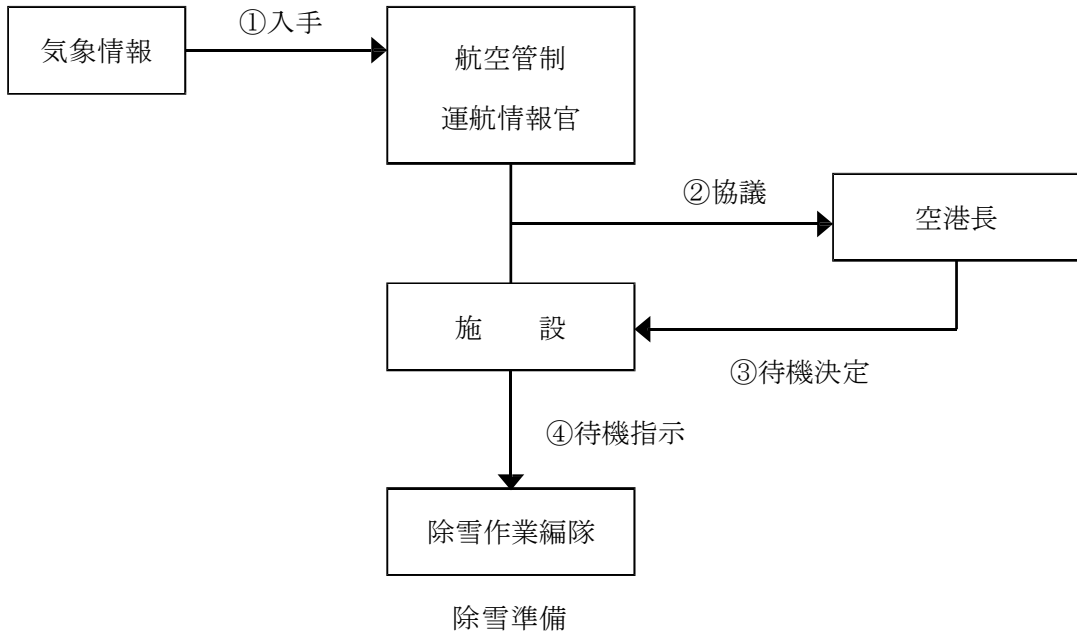 気象情報
①入手
航空管制
運航情報官
②協議
空港長
施　　設
③待機決定
④待機指示
除雪作業編隊
除雪準備